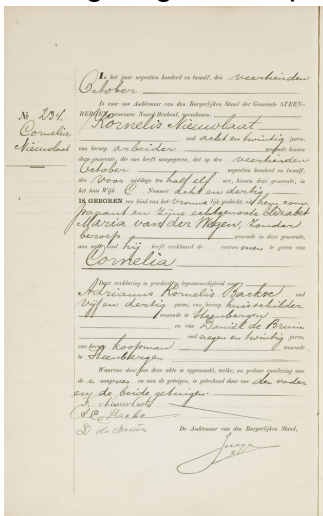 In het jaar negentien honderd en twaalf, den veertienden
October
is voor ons Ambtenaar van den Burgerlijken Stand der Gemeente STEEN-
BERGEN, provincie Noord-Brabant, verschenen:
Kornelis Nieuwlaat
oud acht en twintig jaren,
van beroep arbeider wonende binnen
deze gemeente, die ons heeft aangegeven, dat op den veertienden
October negentien honderd en twaalf,
des voor middags ten half elf ure, binnen deze gemeente, in
het huis Wijk C Nummer acht en dertig
IS GEBOREN een kind van het vrouwelijk geslacht, uit hem com-
parant en zijne echtgenoote Elizabet
Maria van der Wegen, zonder
beroep wonende in deze gemeente,
aan welk kind hij heeft verklaard de voornamen te geven van
Cornelia
Deze verklaring is geschied in tegenwoordigheid van
Adrianus Kornelis Backx oud
vijf en dertig jaren, van beroep huisschilder
wonende te Steenbergen
en van Daniël de Bruin
oud negen en twintig jaren,
van beroep koopman wonende
te Steenbergen
Waarvan door ons deze akte is opgemaakt, welke, na gedane voorlezing aan
de aangever en aan de getuigen, is geteekend door ons den vader
en de beide getuigen.
K. Nieuwlaat
A.C. Backx
D. de Bruin
De Ambtenaar van den Burgerlijken Stand,
№ 234.
Cornelia
Nieuwlaat